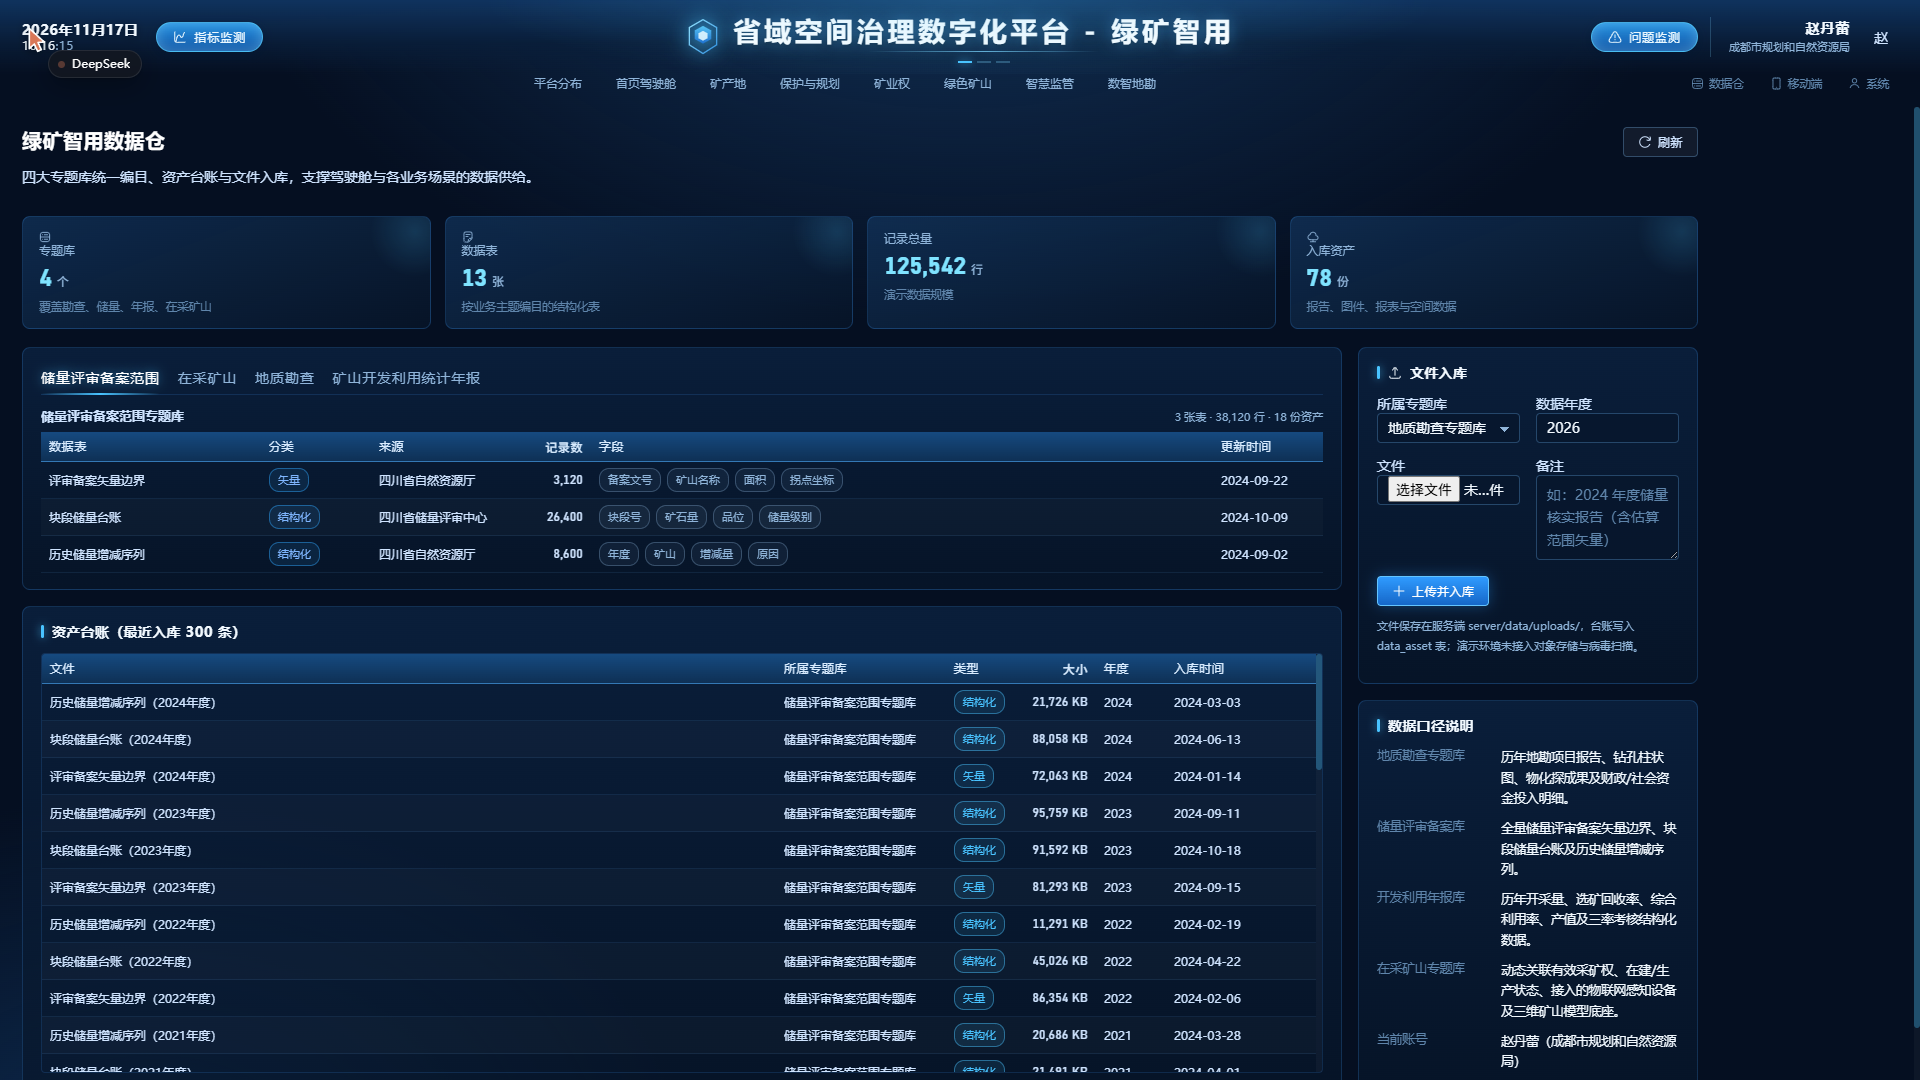 2026年11月17日
16:15
DeepSeek
指标监测
省域空间治理数字化平台 - 绿矿智用
问题监测
赵丹蕾
成都市规划和自然资源局
赵
平台分布
首页驾驶舱
矿产地
保护与规划
矿业权
绿色矿山
智慧监管
数智地勘
数据仓
移动端
系统
绿矿智用数据仓
刷新
四大专题库统一编目、资产台账与文件入库，支撑驾驶舱与各业务场景的数据供给。
专题库
4 个
覆盖勘查、储量、年报、在采矿山
数据表
13 张
按业务主题编目的结构化表
记录总量
125,542 行
演示数据规模
入库资产
78 份
报告、图件、报表与空间数据
储量评审备案范围 在采矿山 地质勘查 矿山开发利用统计年报
储量评审备案范围专题库
3 张表 · 38,120 行 · 18 份资产
数据表 分类 来源 记录数 字段 更新时间
评审备案矢量边界 矢量 四川省自然资源厅 3,120 备案文号 矿山名称 面积 拐点坐标 2024-09-22
块段储量台账 结构化 四川省储量评审中心 26,400 块段号 矿石量 品位 储量级别 2024-10-09
历史储量增减序列 结构化 四川省自然资源厅 8,600 年度 矿山 增减量 原因 2024-09-02
资产台账（最近入库 300 条）
文件 所属专题库 类型 大小 年度 入库时间
历史储量增减序列（2024年度） 储量评审备案范围专题库 结构化 21,726 KB 2024 2024-03-03
块段储量台账（2024年度） 储量评审备案范围专题库 结构化 88,058 KB 2024 2024-06-13
评审备案矢量边界（2024年度） 储量评审备案范围专题库 矢量 72,063 KB 2024 2024-01-14
历史储量增减序列（2023年度） 储量评审备案范围专题库 结构化 95,759 KB 2023 2024-09-11
块段储量台账（2023年度） 储量评审备案范围专题库 结构化 91,592 KB 2023 2024-10-18
评审备案矢量边界（2023年度） 储量评审备案范围专题库 矢量 81,293 KB 2023 2024-09-15
历史储量增减序列（2022年度） 储量评审备案范围专题库 结构化 11,291 KB 2022 2024-02-19
块段储量台账（2022年度） 储量评审备案范围专题库 结构化 45,026 KB 2022 2024-04-22
评审备案矢量边界（2022年度） 储量评审备案范围专题库 矢量 86,354 KB 2022 2024-02-06
历史储量增减序列（2021年度） 储量评审备案范围专题库 结构化 20,686 KB 2021 2024-03-28
块段储量台账（2021年度） 储量评审备案范围专题库 结构化 21,691 KB 2021 2024-04-01
文件入库
所属专题库 数据年度
地质勘查专题库 2026
文件 备注
选择文件 未...件
如：2024 年度储量
核实报告（含估算
范围矢量）
上传并入库
文件保存在服务端 server/data/uploads/，台账写入
data_asset 表；演示环境未接入对象存储与病毒扫描。
数据口径说明
地质勘查专题库 历年地勘项目报告、钻孔柱状
图、物化探成果及财政/社会资
金投入明细。
储量评审备案库 全量储量评审备案矢量边界、块
段储量台账及历史储量增减序
列。
开发利用年报库 历年开采量、选矿回收率、综合
利用率、产值及三率考核结构化
数据。
在采矿山专题库 动态关联有效采矿权、在建/生
产状态、接入的物联网感知设备
及三维矿山模型底座。
当前账号 赵丹蕾（成都市规划和自然资源
局）